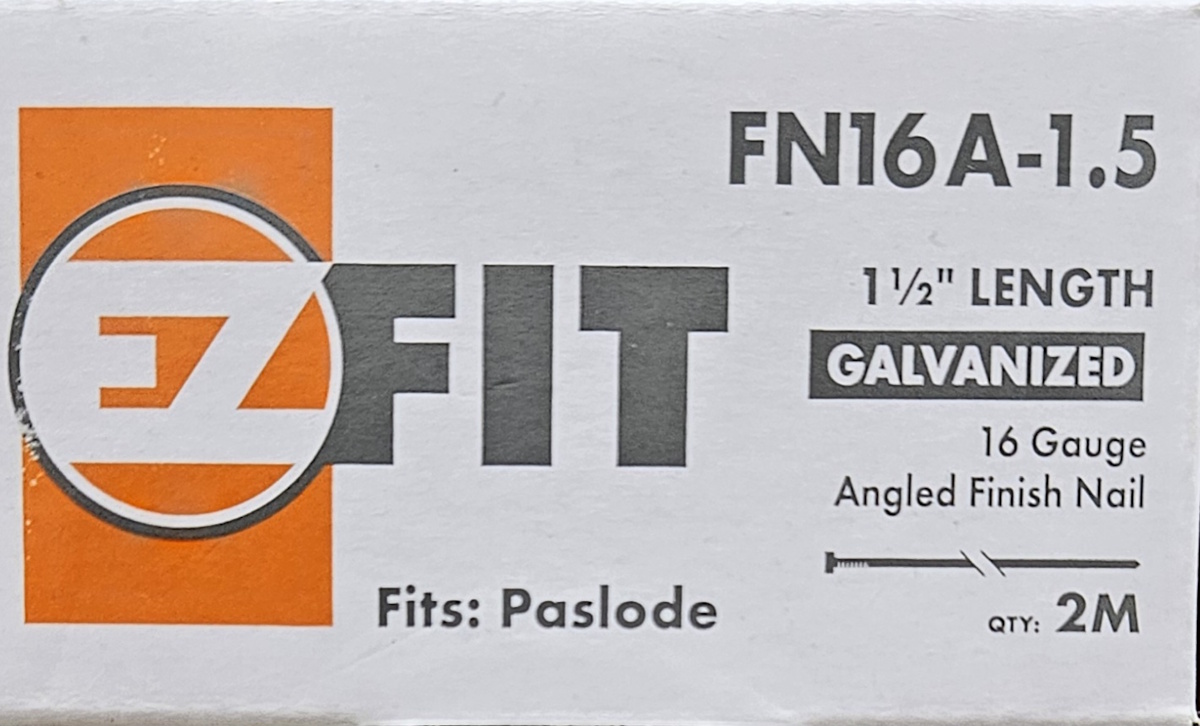 FN16A-1.5
EZ FIT
1 ½" LENGTH
GALVANIZED
16 Gauge
Angled Finish Nail
Fits: Paslode
QTY: 2M